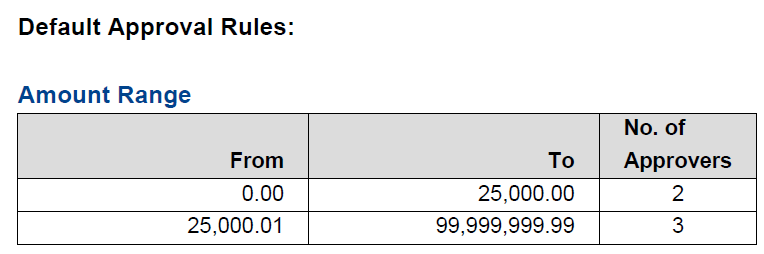 Default Approval Rules:
Amount Range
From To No. of Approvers
0.00 25,000.00 2
25,000.01 99,999,999.99 3